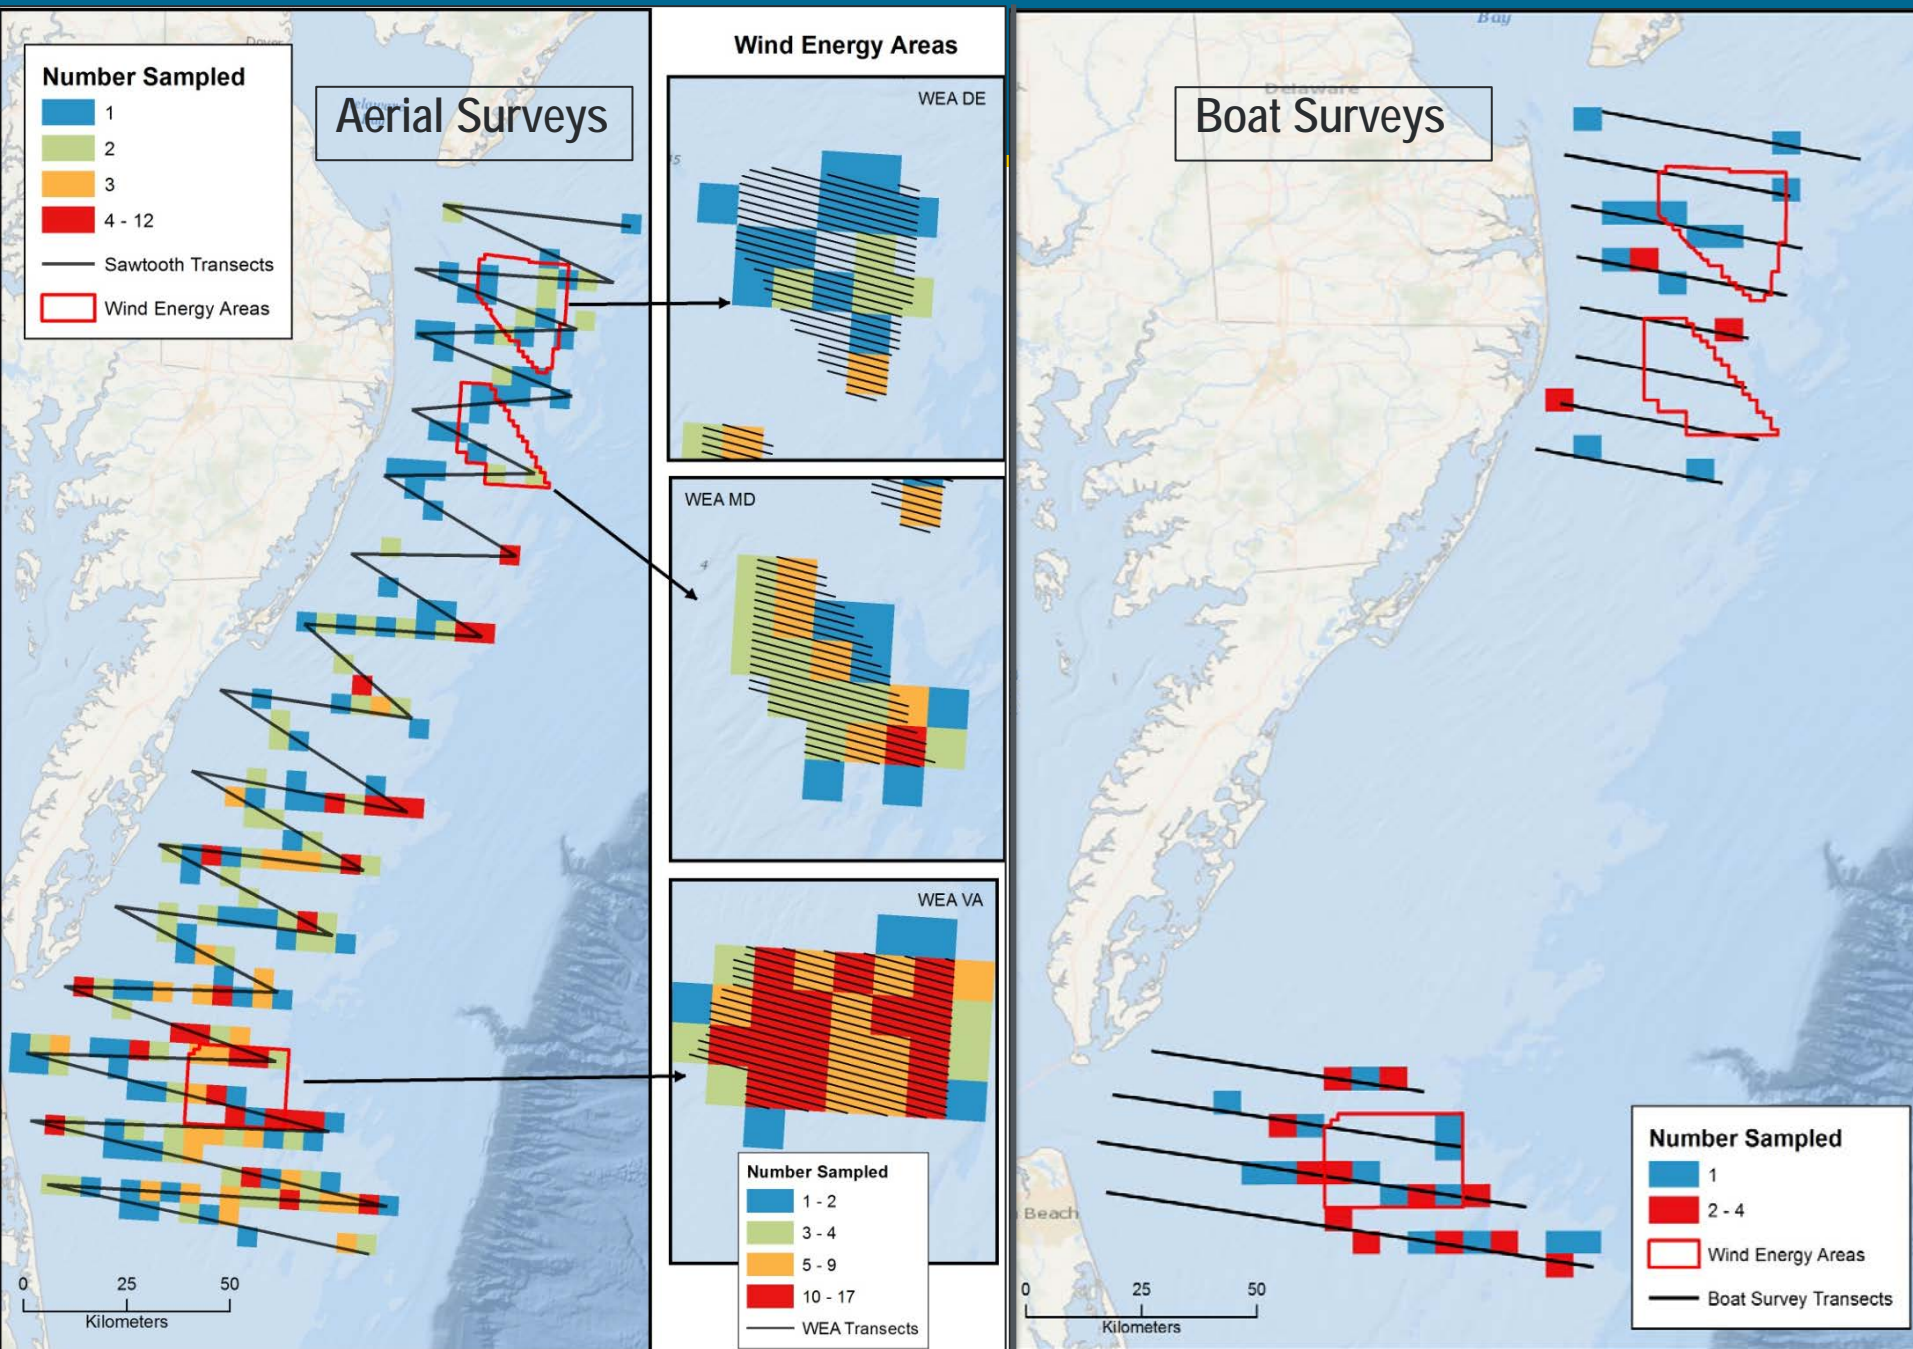 Number Sampled
1
2
3
4 - 12
Sawtooth Transects
Wind Energy Areas
Dover
Aerial Surveys
0 25 50
Kilometers
Wind Energy Areas
WEA DE
WEA MD
4
WEA VA
Number Sampled
1 - 2
3 - 4
5 - 9
10 - 17
WEA Transects
Bay
Delaware
Boat Surveys
Beach
0 25 50
Kilometers
Number Sampled
1
2 - 4
Wind Energy Areas
Boat Survey Transects